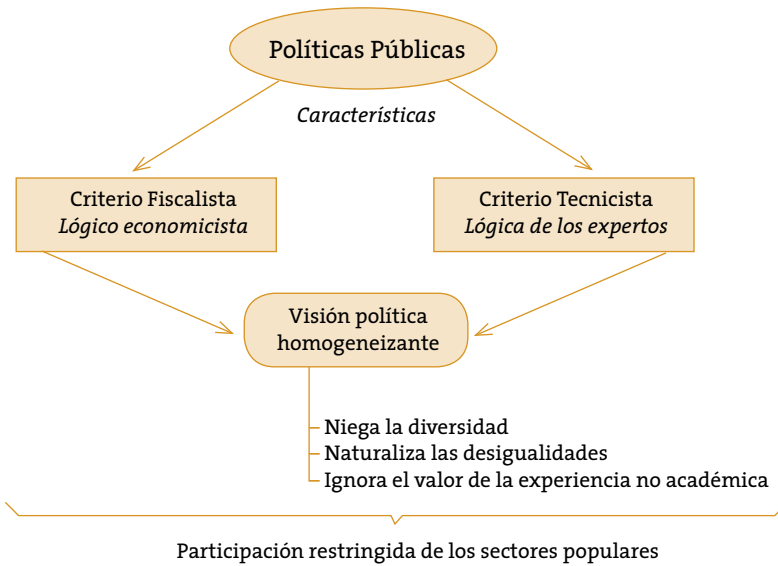 Políticas Públicas
Características
Criterio Fiscalista
Lógico economicista
Criterio Tecnicista
Lógica de los expertos
Visión política
homogeneizante
Niega la diversidad
Naturaliza las desigualdades
Ignora el valor de la experiencia no académica
Participación restringida de los sectores populares